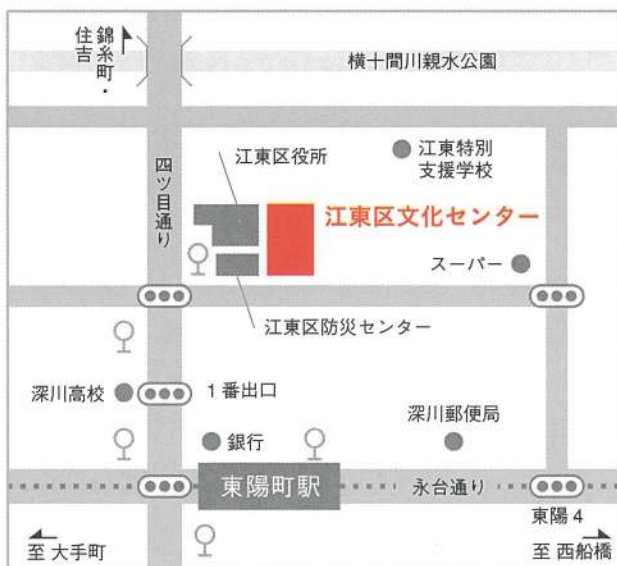 錦糸町・
住吉
横十間川親水公園
四ツ目通り
江東区役所
江東特別
支援学校
江東区文化センター
スーパー
江東区防災センター
深川高校
1番出口
銀行
深川郵便局
東陽町駅
永台通り
東陽4
至 大手町
至 西船橋